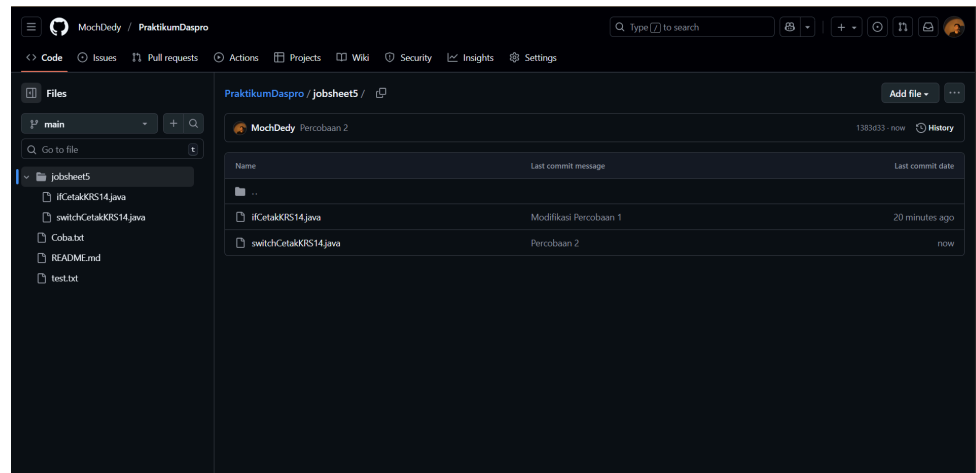 MochDedy / PraktikumDaspro
Type / to search
Code Issues Pull requests Actions Projects Wiki Security Insights Settings
Files
main
Go to file t
jobsheet5
ifCetakKRS14.java
switchCetakKRS14.java
Coba.txt
README.md
test.txt
PraktikumDaspro / jobsheet5 /
Add file
MochDedy Percobaan 2 1383d33 · now History
Name Last commit message Last commit date
..
ifCetakKRS14.java Modifikasi Percobaan 1 20 minutes ago
switchCetakKRS14.java Percobaan 2 now